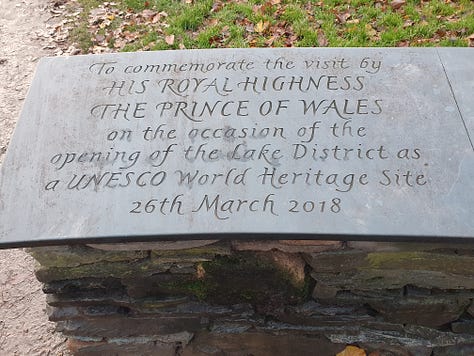 To commemorate the visit by
HIS ROYAL HIGHNESS
THE PRINCE OF WALES
on the occasion of the
opening of the Lake District as
a UNESCO World Heritage Site
26th March 2018